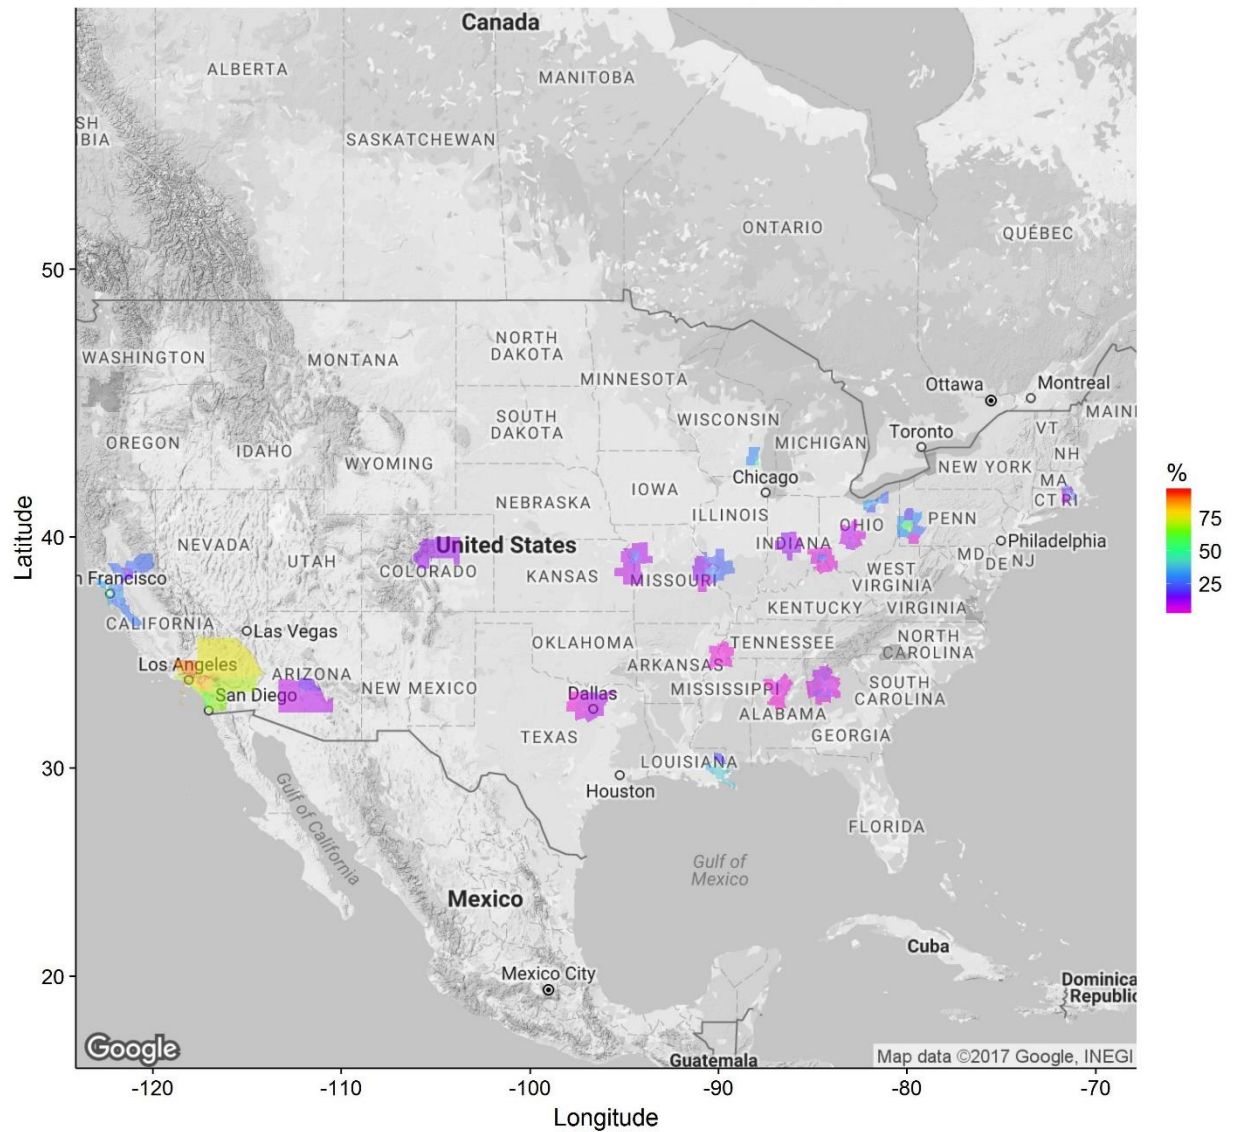 Canada
ALBERTA
MANITOBA
SH
BIA
SASKATCHEWAN
ONTARIO
QUÉBEC
50
WASHINGTON
MONTANA
NORTH
DAKOTA
MINNESOTA
Ottawa
Montreal
SOUTH
DAKOTA
WISCONSIN
MICHIGAN
Toronto
VT
MAIN
OREGON
IDAHO
WYOMING
NH
NEW YORK
MA
CT RI
Chicago
IOWA
NEBRASKA
ILLINOIS
OHIO
PENN
40
NEVADA
UTAH
United States
COLORADO
INDIANA
Philadelphia
MD
DE
NJ
n Francisco
KANSAS
MISSOURI
WEST
VIRGINIA
KENTUCKY
VIRGINIA
CALIFORNIA
Las Vegas
OKLAHOMA
TENNESSEE
NORTH
CAROLINA
Los Angeles
ARIZONA
ARKANSAS
NEW MEXICO
San Diego
Dallas
MISSISSIPPI
SOUTH
CAROLINA
ALABAMA
TEXAS
GEORGIA
LOUISIANA
30
Houston
Gulf of California
FLORIDA
Gulf of
Mexico
Mexico
Cuba
20
Mexico City
Dominica
Republic
Google
Map data ©2017 Google, INEGI
Guatemala
-120
-110
-100
-90
-80
-70
Longitude
Latitude
%
75
50
25